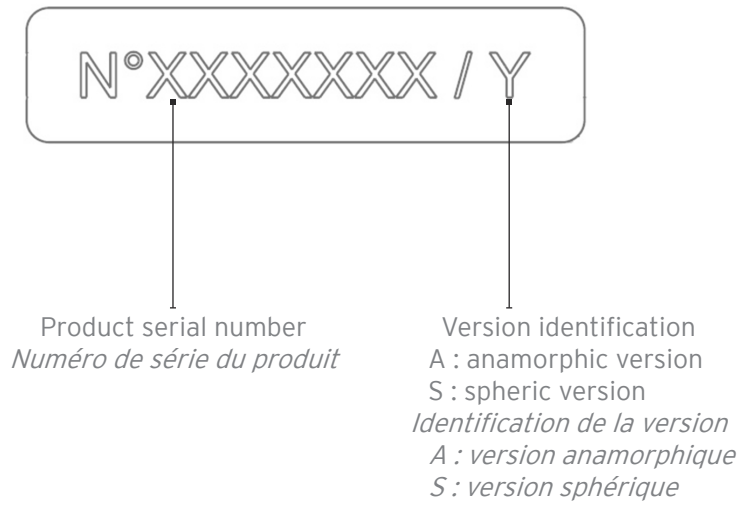 N°XXXXXXXX / Y
Product serial number
Numéro de série du produit
Version identification
A : anamorphic version
S : spheric version
Identification de la version
A : version anamorphique
S : version sphérique